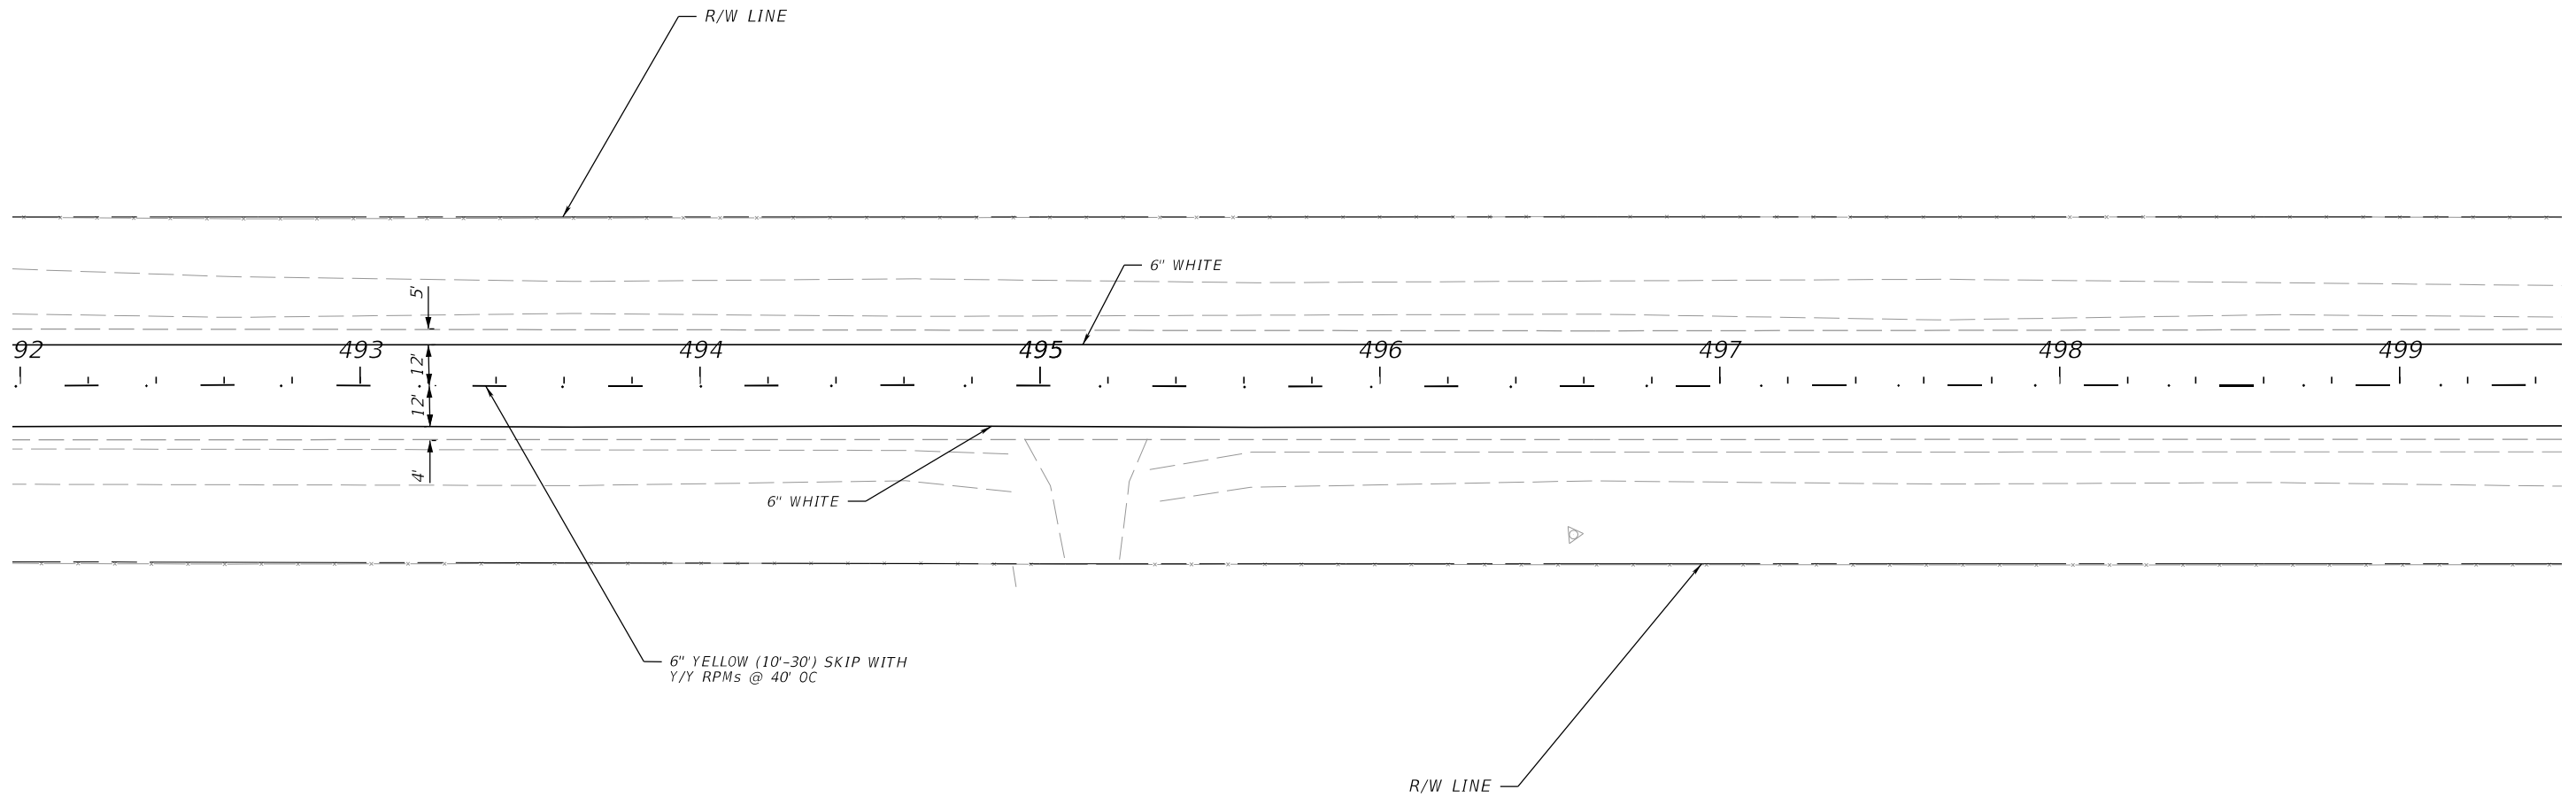 R/W LINE
6" WHITE
5'
92 493 494 495 496 497 498 499
12'
12'
4'
6" WHITE
6" YELLOW (10'-30') SKIP WITH
Y/Y RPMs @ 40' OC
R/W LINE